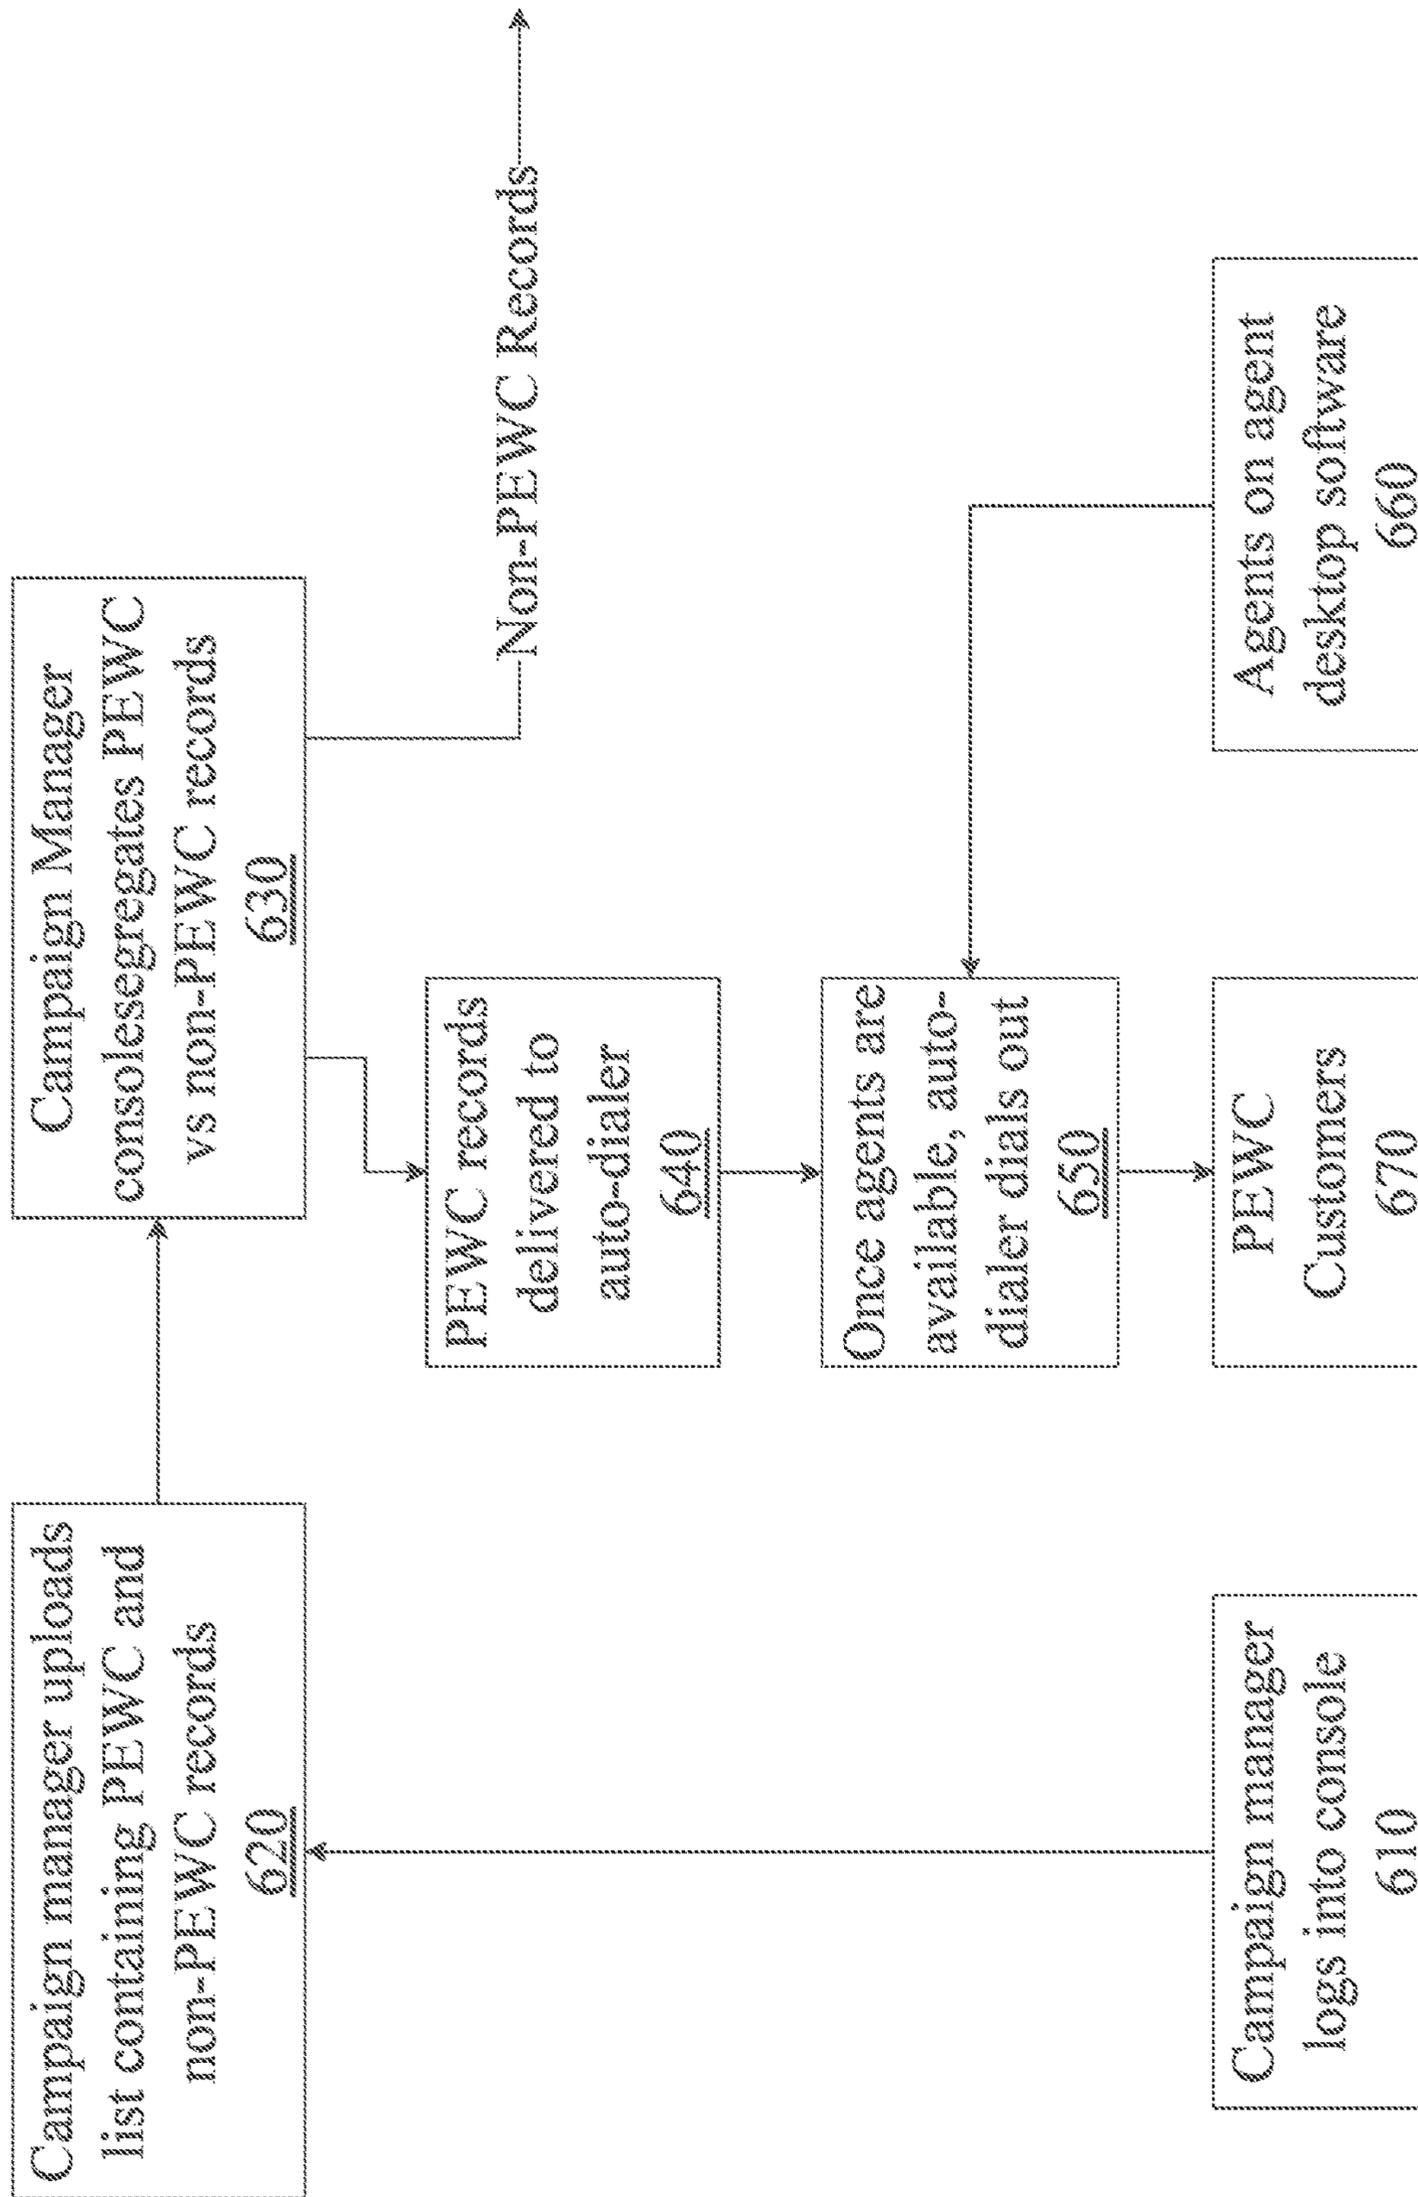 Campaign manager uploads
list containing PEWC and
non-PEWC records
620
Campaign Manager
consolesegregates PEWC
vs non-PEWC records
630
PEWC records
delivered to
auto-dialer
640
Non-PEWC Records
Once agents are
available, auto-
dialer dials out
650
Campaign manager
logs into console
610
PEWC
Customers
670
Agents on agent
desktop software
660